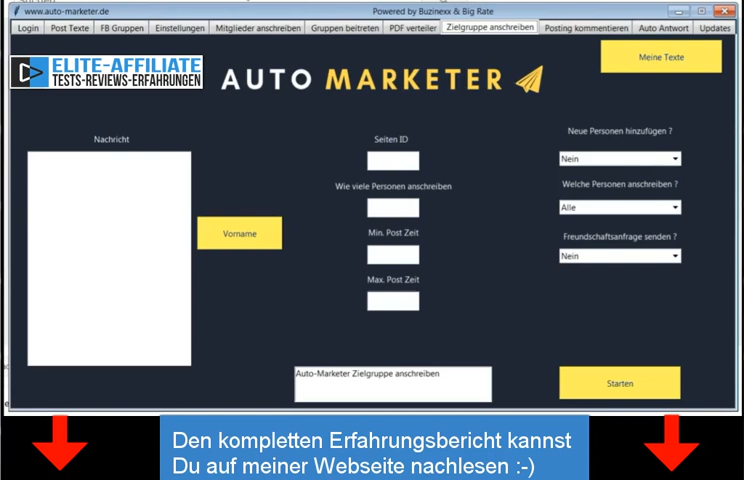 www.auto-marketer.de
Powered by Buzinexx & Big Rate
Login Post Texte FB Gruppen Einstellungen Mitglieder anschreiben Gruppen beitreten PDF verteiler Zielgruppe anschreiben Posting kommentieren Auto Antwort Updates
ELITE-AFFILIATE
TESTS-REVIEWS-ERFAHRUNGEN
AUTO MARKETER
Meine Texte
Nachricht
Vorname
Seiten ID
Wie viele Personen anschreiben
Min. Post Zeit
Max. Post Zeit
Neue Personen hinzufügen ?
Nein
Welche Personen anschreiben ?
Alle
Freundschaftsanfrage senden ?
Nein
Auto-Marketer Zielgruppe anschreiben
Starten
Den kompletten Erfahrungsbericht kannst
Du auf meiner Webseite nachlesen :-)